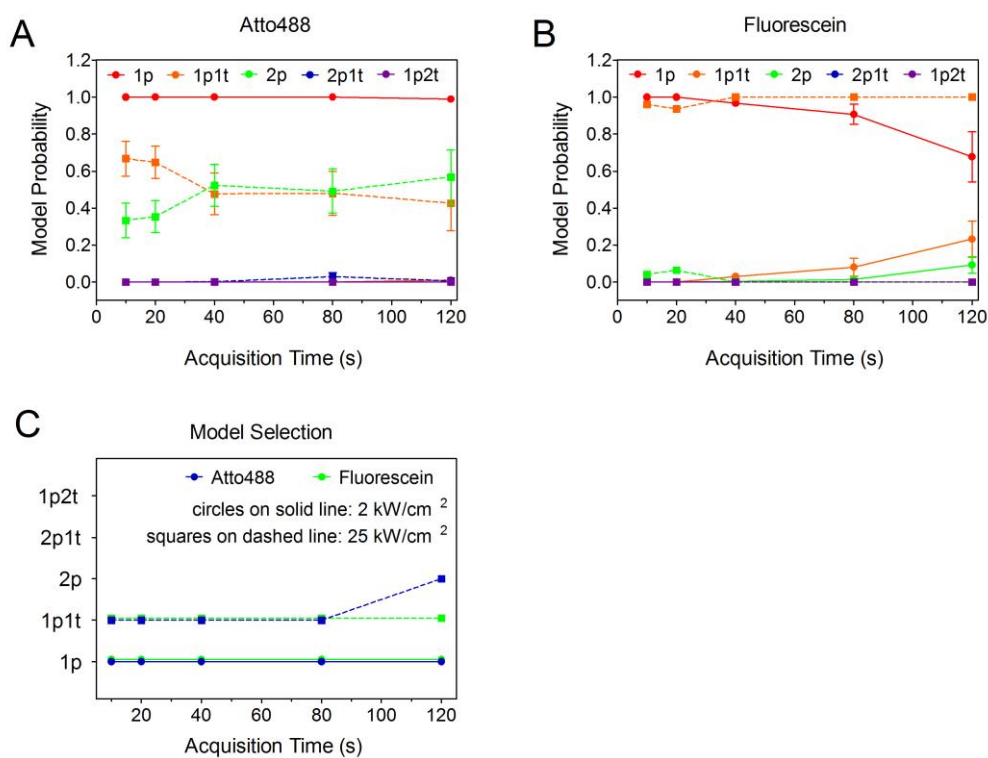 A
Atto488
1p 1p1t 2p 2p1t 1p2t
1.2
1.0
0.8
0.6
0.4
0.2
0.0
Model Probability
0 20 40 60 80 100 120
Acquisition Time (s)
B
Fluorescein
1p 1p1t 2p 2p1t 1p2t
1.2
1.0
0.8
0.6
0.4
0.2
0.0
Model Probability
0 20 40 60 80 100 120
Acquisition Time (s)
C
Model Selection
Atto488 Fluorescein
circles on solid line: 2 kW/cm 2
squares on dashed line: 25 kW/cm 2
1p2t
2p1t
2p
1p1t
1p
20 40 60 80 100 120
Acquisition Time (s)